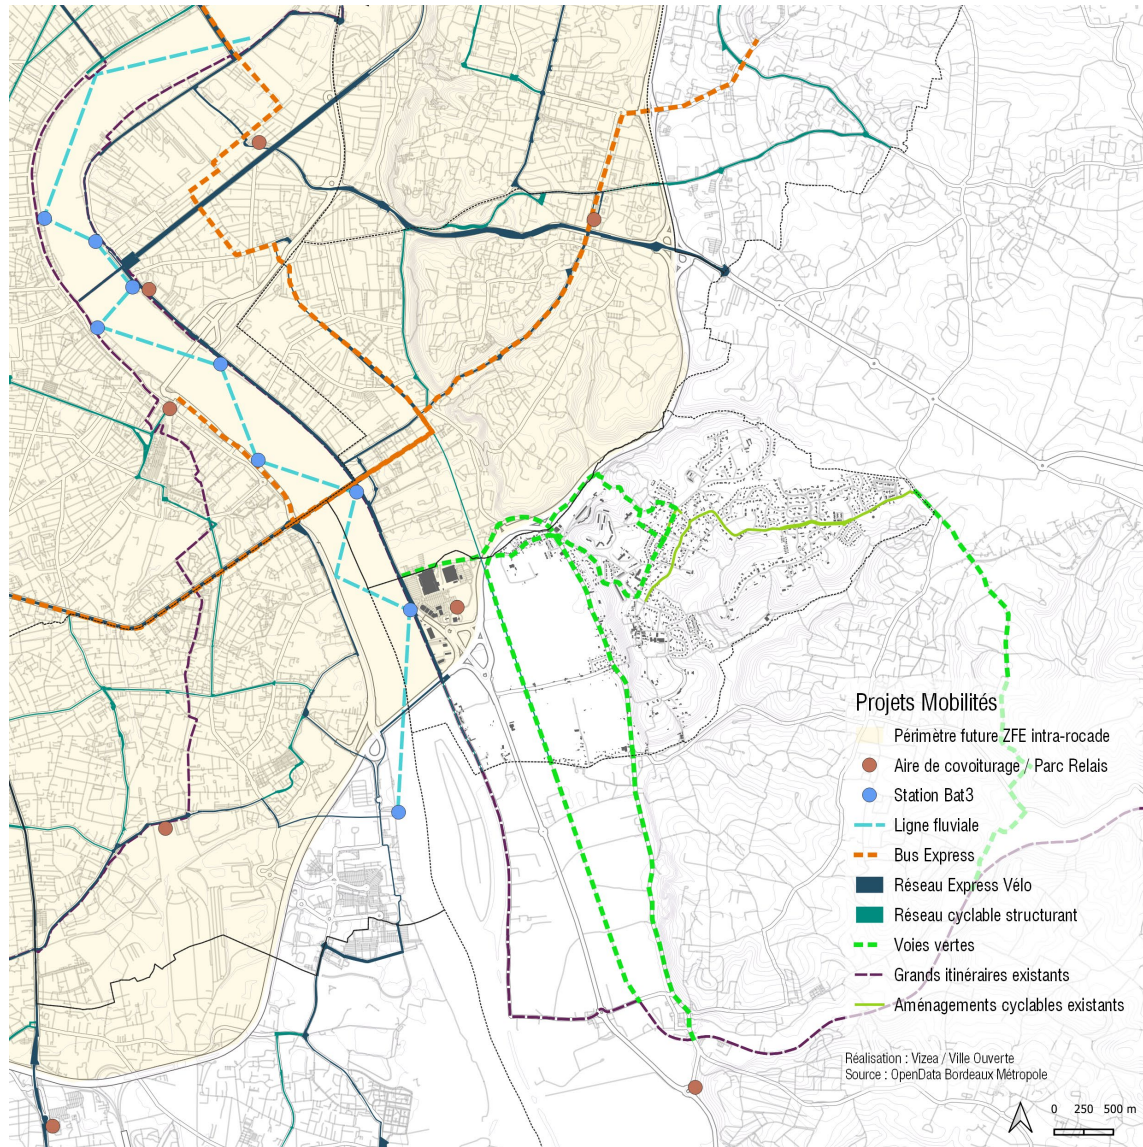 Projets Mobilités
Périmètre future ZFE intra-rocade
Aire de covoiturage / Parc Relais
Station Bat3
Ligne fluviale
Bus Express
Réseau Express Vélo
Réseau cyclable structurant
Voies vertes
Grands itinéraires existants
Aménagements cyclables existants
Réalisation : Vizea / Ville Ouverte
Source : OpenData Bordeaux Métropole
0 250 500 m